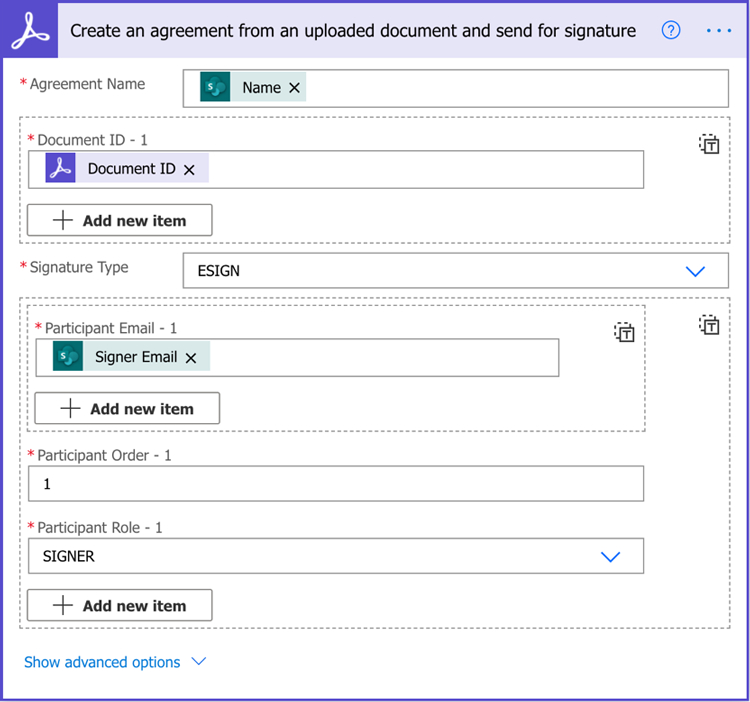 Create an agreement from an uploaded document and send for signature
* Agreement Name
Name
* Document ID - 1
Document ID
Add new item
* Signature Type
ESIGN
* Participant Email - 1
Signer Email
Add new item
* Participant Order - 1
1
* Participant Role - 1
SIGNER
Add new item
Show advanced options